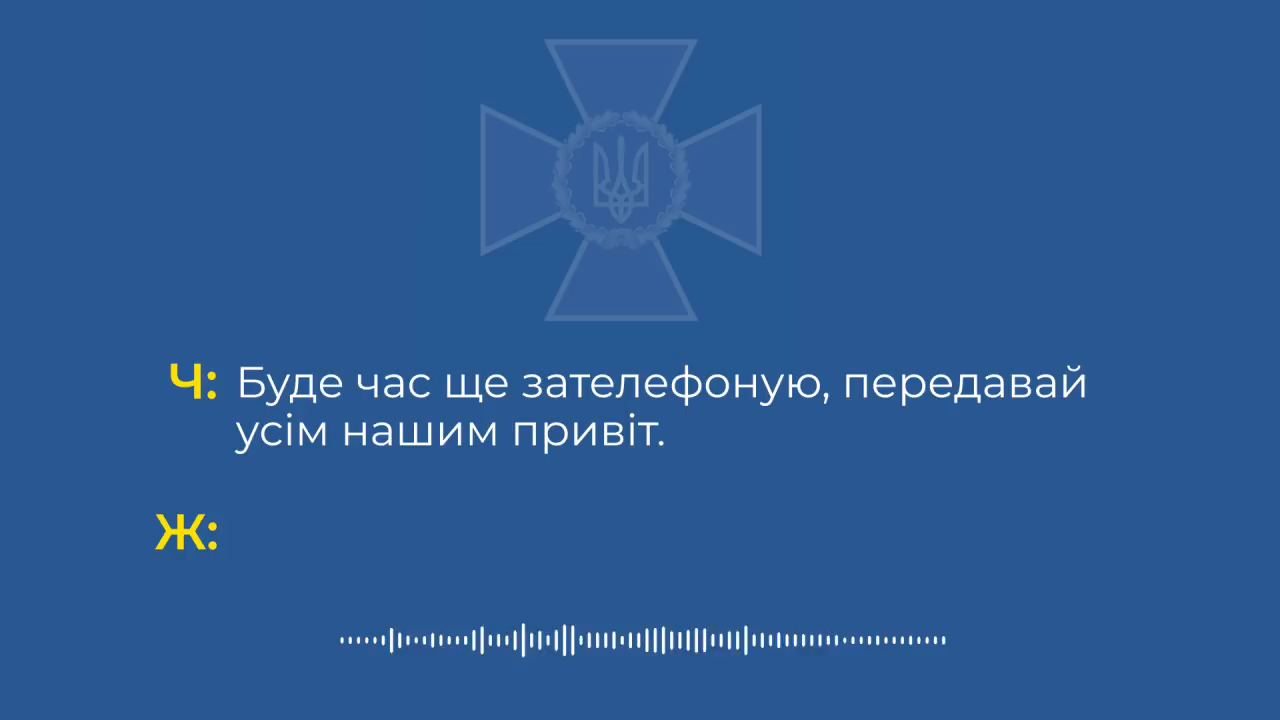 Ч: Буде час ще зателефоную, передавай
усім нашим привіт.
Ж: